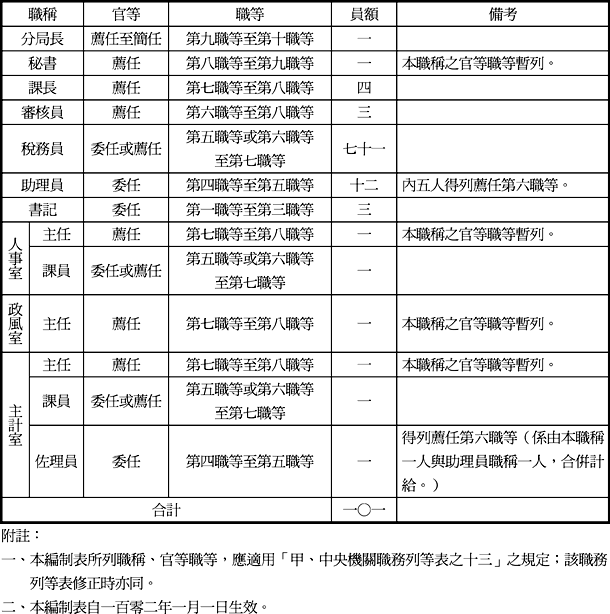 職稱 官等 職等 員額 備考
分局長 薦任至簡任 第九職等至第十職等 一
秘書 薦任 第八職等至第九職等 一 本職稱之官等職等暫列。
課長 薦任 第七職等至第八職等 四
審核員 薦任 第六職等至第八職等 三
稅務員 委任或薦任 第五職等或第六職等
至第七職等 七十一
助理員 委任 第四職等至第五職等 十二 內五人得列薦任第六職等。
書記 委任 第一職等至第三職等 三
人事室 主任 薦任 第七職等至第八職等 一 本職稱之官等職等暫列。
課員 委任或薦任 第五職等或第六職等
至第七職等 一
政風室 主任 薦任 第七職等至第八職等 一 本職稱之官等職等暫列。
主計室 主任 薦任 第七職等至第八職等 一 本職稱之官等職等暫列。
課員 委任或薦任 第五職等或第六職等
至第七職等 一
佐理員 委任 第四職等至第五職等 一 得列薦任第六職等（係由本職稱
一人與助理員職稱一人，合併計
給。）
合計 一○一
附註：
一、本編制表所列職稱、官等職等，應適用「甲、中央機關職務列等表之十三」之規定；該職務
列等表修正時亦同。
二、本編制表自一百零二年一月一日生效。